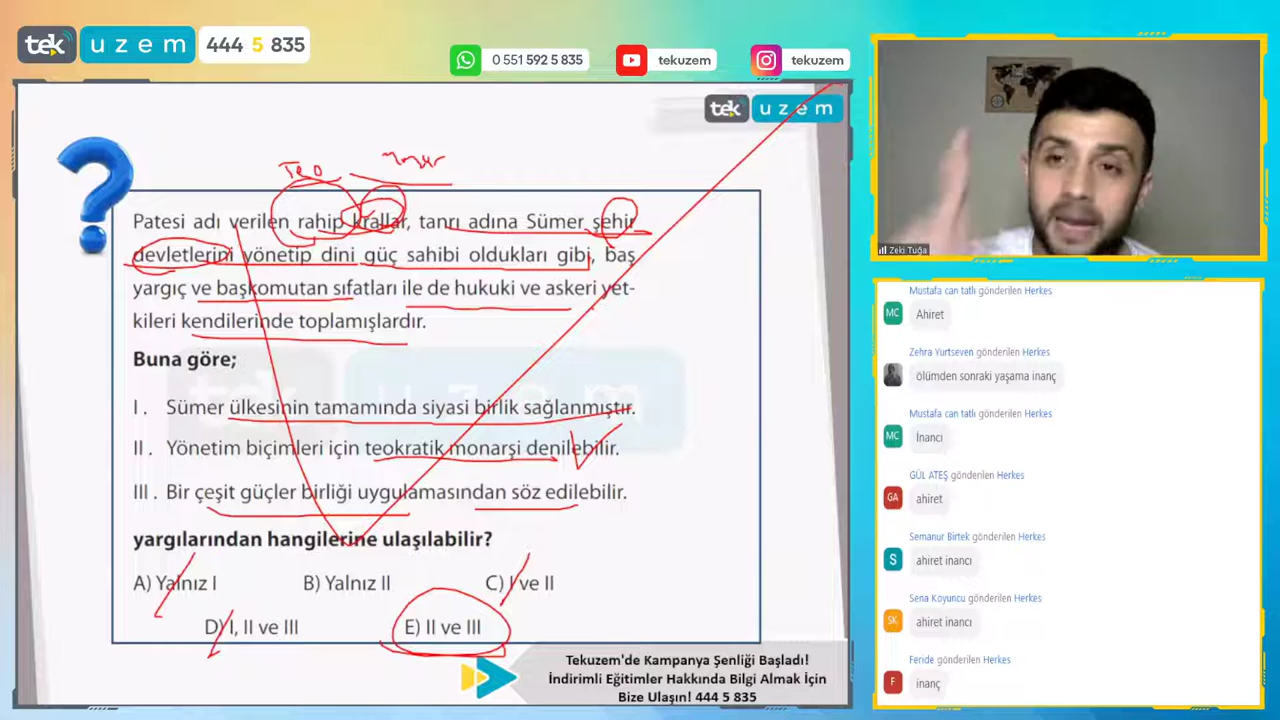 tek uzem 444 5 835
0 551 592 5 835 tekuzem tekuzem
tek uzem
Teo
Patesi adı verilen rahip krallar, tanrı adına Sümer şehir
devletlerini yönetip dini güç sahibi oldukları gibi, baş
yargıç ve başkomutan sıfatları ile de hukuki ve askeri yet-
kileri kendilerinde toplamışlardır.
Buna göre;
I . Sümer ülkesinin tamamında siyasi birlik sağlanmıştır.
II . Yönetim biçimleri için teokratik monarşi denilebilir.
III . Bir çeşit güçler birliği uygulamasından söz edilebilir.
yargılarından hangilerine ulaşılabilir?
A) Yalnız I B) Yalnız II C) I ve II
D) I, II ve III E) II ve III
Tekuzem'de Kampanya Şenliği Başladı!
İndirimli Eğitimler Hakkında Bilgi Almak İçin
Bize Ulaşın! 444 5 835
Zeki Tuğa
Mustafa can tatlı gönderilen Herkes
MC Ahiret
Zehra Yurtseven gönderilen Herkes
ölümden sonraki yaşama inanç
Mustafa can tatlı gönderilen Herkes
MC İnancı
GÜL ATEŞ gönderilen Herkes
GA ahiret
Semanur Birtek gönderilen Herkes
S ahiret inancı
Sena Koyuncu gönderilen Herkes
SK ahiret inancı
Feride gönderilen Herkes
F inanç